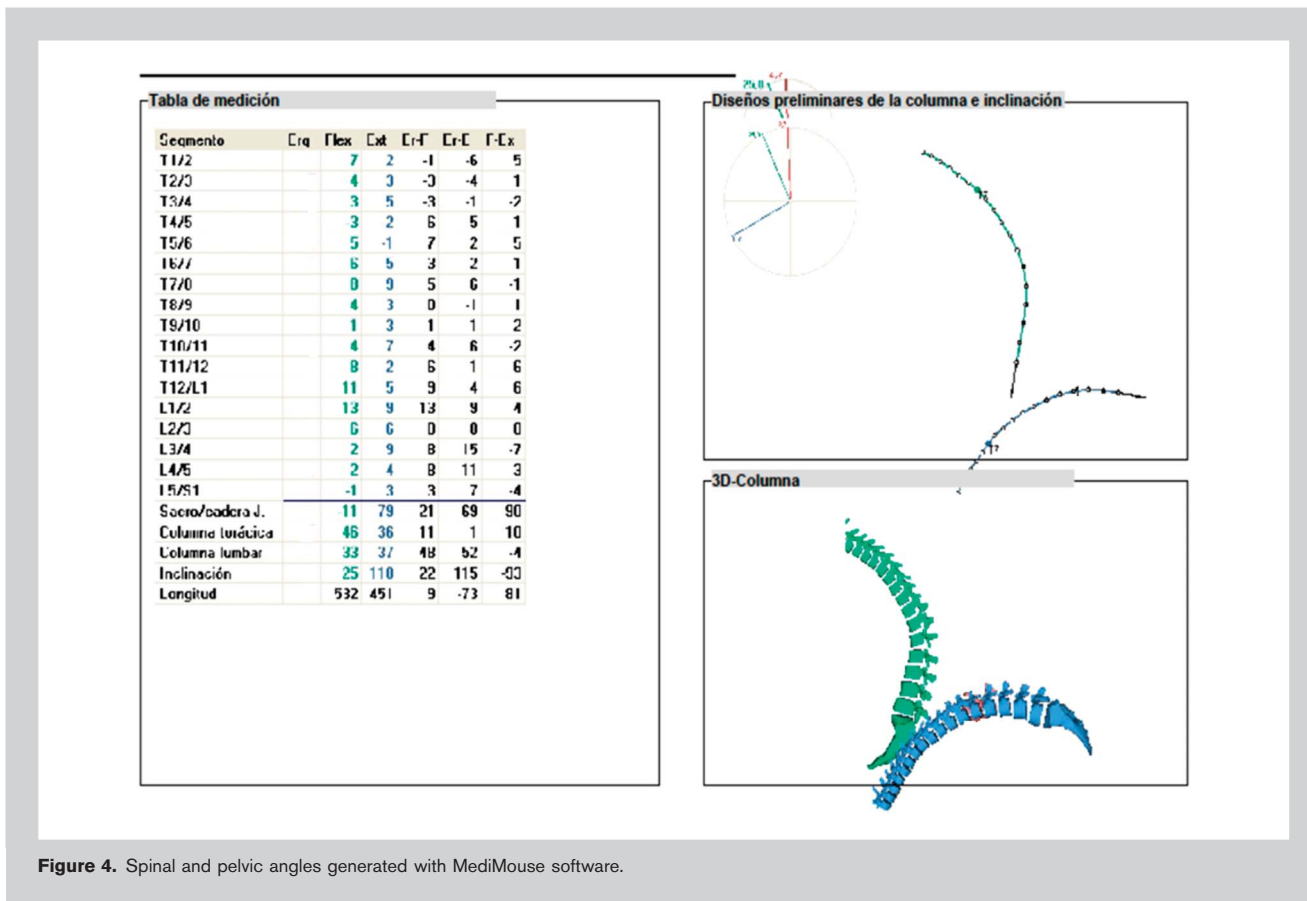 Tabla de medición
Segmento Erg Flex Ext Er-F Er-E F-Ex
T1/2 7 2 -1 -6 5
T2/3 4 3 -3 -4 1
T3/4 3 5 -3 -1 -2
T4/5 -3 2 6 5 1
T5/6 5 -1 7 2 5
T6/7 6 5 3 2 1
T7/8 9 5 6 -1
T8/9 4 3 0 -1 1
T9/10 1 3 1 1 2
T10/11 4 7 4 6 -2
T11/12 8 2 6 1 6
T12/L1 11 5 9 4 6
L1/2 13 9 13 9 4
L2/3 6 6 0 0 0
L3/4 2 9 8 15 -7
L4/5 2 4 8 11 3
L5/S1 -1 3 3 7 -4
Sacro/cadera J. -11 79 21 69 90
Columna torácica 46 36 11 1 10
Columna lumbar 33 37 48 52 -4
Inclinación 25 110 22 115 -93
Longitud 532 451 9 -73 81
Diseños preliminares de la columna e inclinación
3D-Columna
Figure 4. Spinal and pelvic angles generated with MediMouse software.